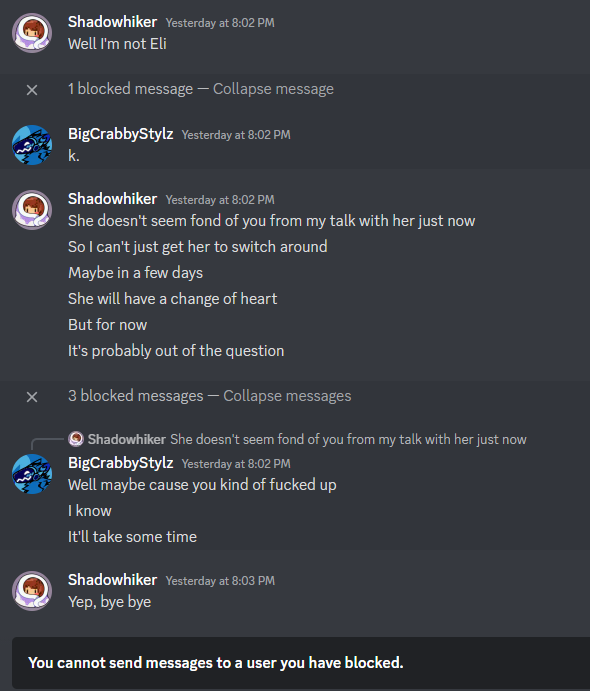 Shadowhiker Yesterday at 8:02 PM
Well I'm not Eli
1 blocked message — Collapse message
BigCrabbyStylz Yesterday at 8:02 PM
k.
Shadowhiker Yesterday at 8:02 PM
She doesn't seem fond of you from my talk with her just now
So I can't just get her to switch around
Maybe in a few days
She will have a change of heart
But for now
It's probably out of the question
3 blocked messages — Collapse messages
Shadowhiker She doesn't seem fond of you from my talk with her just now
BigCrabbyStylz Yesterday at 8:02 PM
Well maybe cause you kind of fucked up
I know
It'll take some time
Shadowhiker Yesterday at 8:03 PM
Yep, bye bye
You cannot send messages to a user you have blocked.